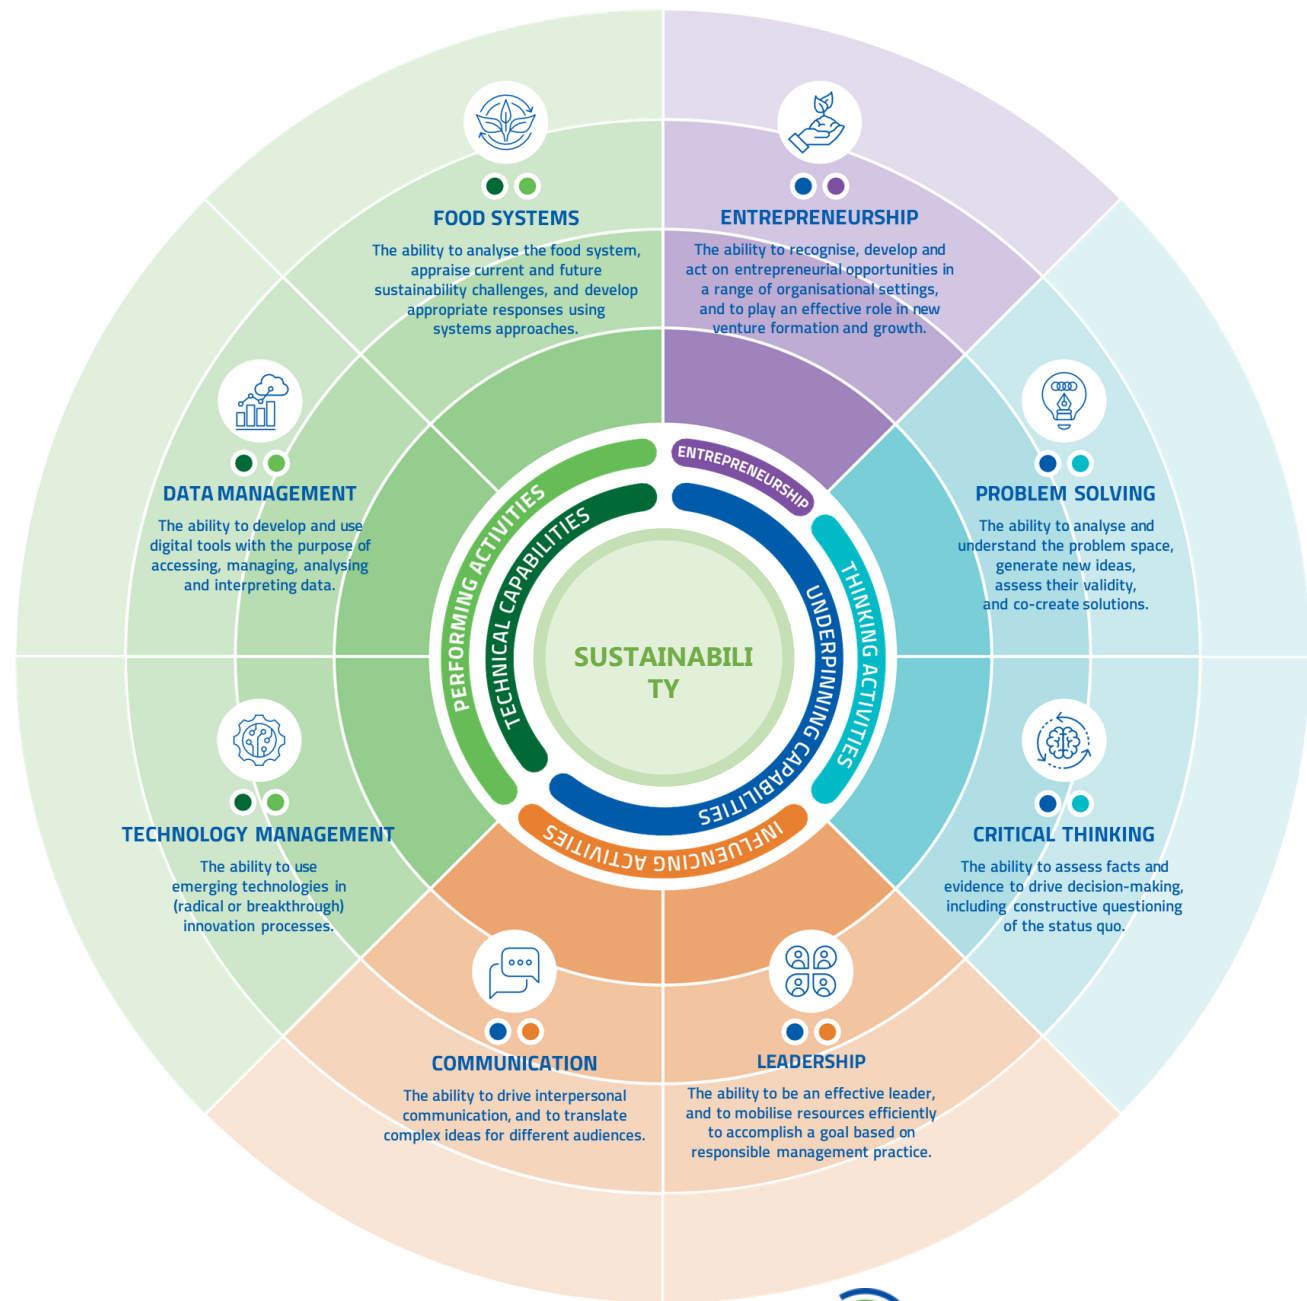 FOOD SYSTEMS
The ability to analyse the food system,
appraise current and future
sustainability challenges, and develop
appropriate responses using
systems approaches.
ENTREPRENEURSHIP
The ability to recognise, develop and
act on entrepreneurial opportunities in
a range of organisational settings,
and to play an effective role in new
venture formation and growth.
DATA MANAGEMENT
The ability to develop and use
digital tools with the purpose of
accessing, managing, analysing
and interpreting data.
PROBLEM SOLVING
The ability to analyse and
understand the problem space,
generate new ideas,
assess their validity,
and co-create solutions.
PERFORMING ACTIVITIES
TECHNICAL CAPABILITIES
ENTREPRENEURSHIP
THINKING ACTIVITIES
UNDERPINNING CAPABILITIES
INFLUENCING ACTIVITIES
SUSTAINABILI
TY
TECHNOLOGY MANAGEMENT
The ability to use
emerging technologies in
(radical or breakthrough)
innovation processes.
CRITICAL THINKING
The ability to assess facts and
evidence to drive decision-making,
including constructive questioning
of the status quo.
COMMUNICATION
The ability to drive interpersonal
communication, and to translate
complex ideas for different audiences.
LEADERSHIP
The ability to be an effective leader,
and to mobilise resources efficiently
to accomplish a goal based on
responsible management practice.